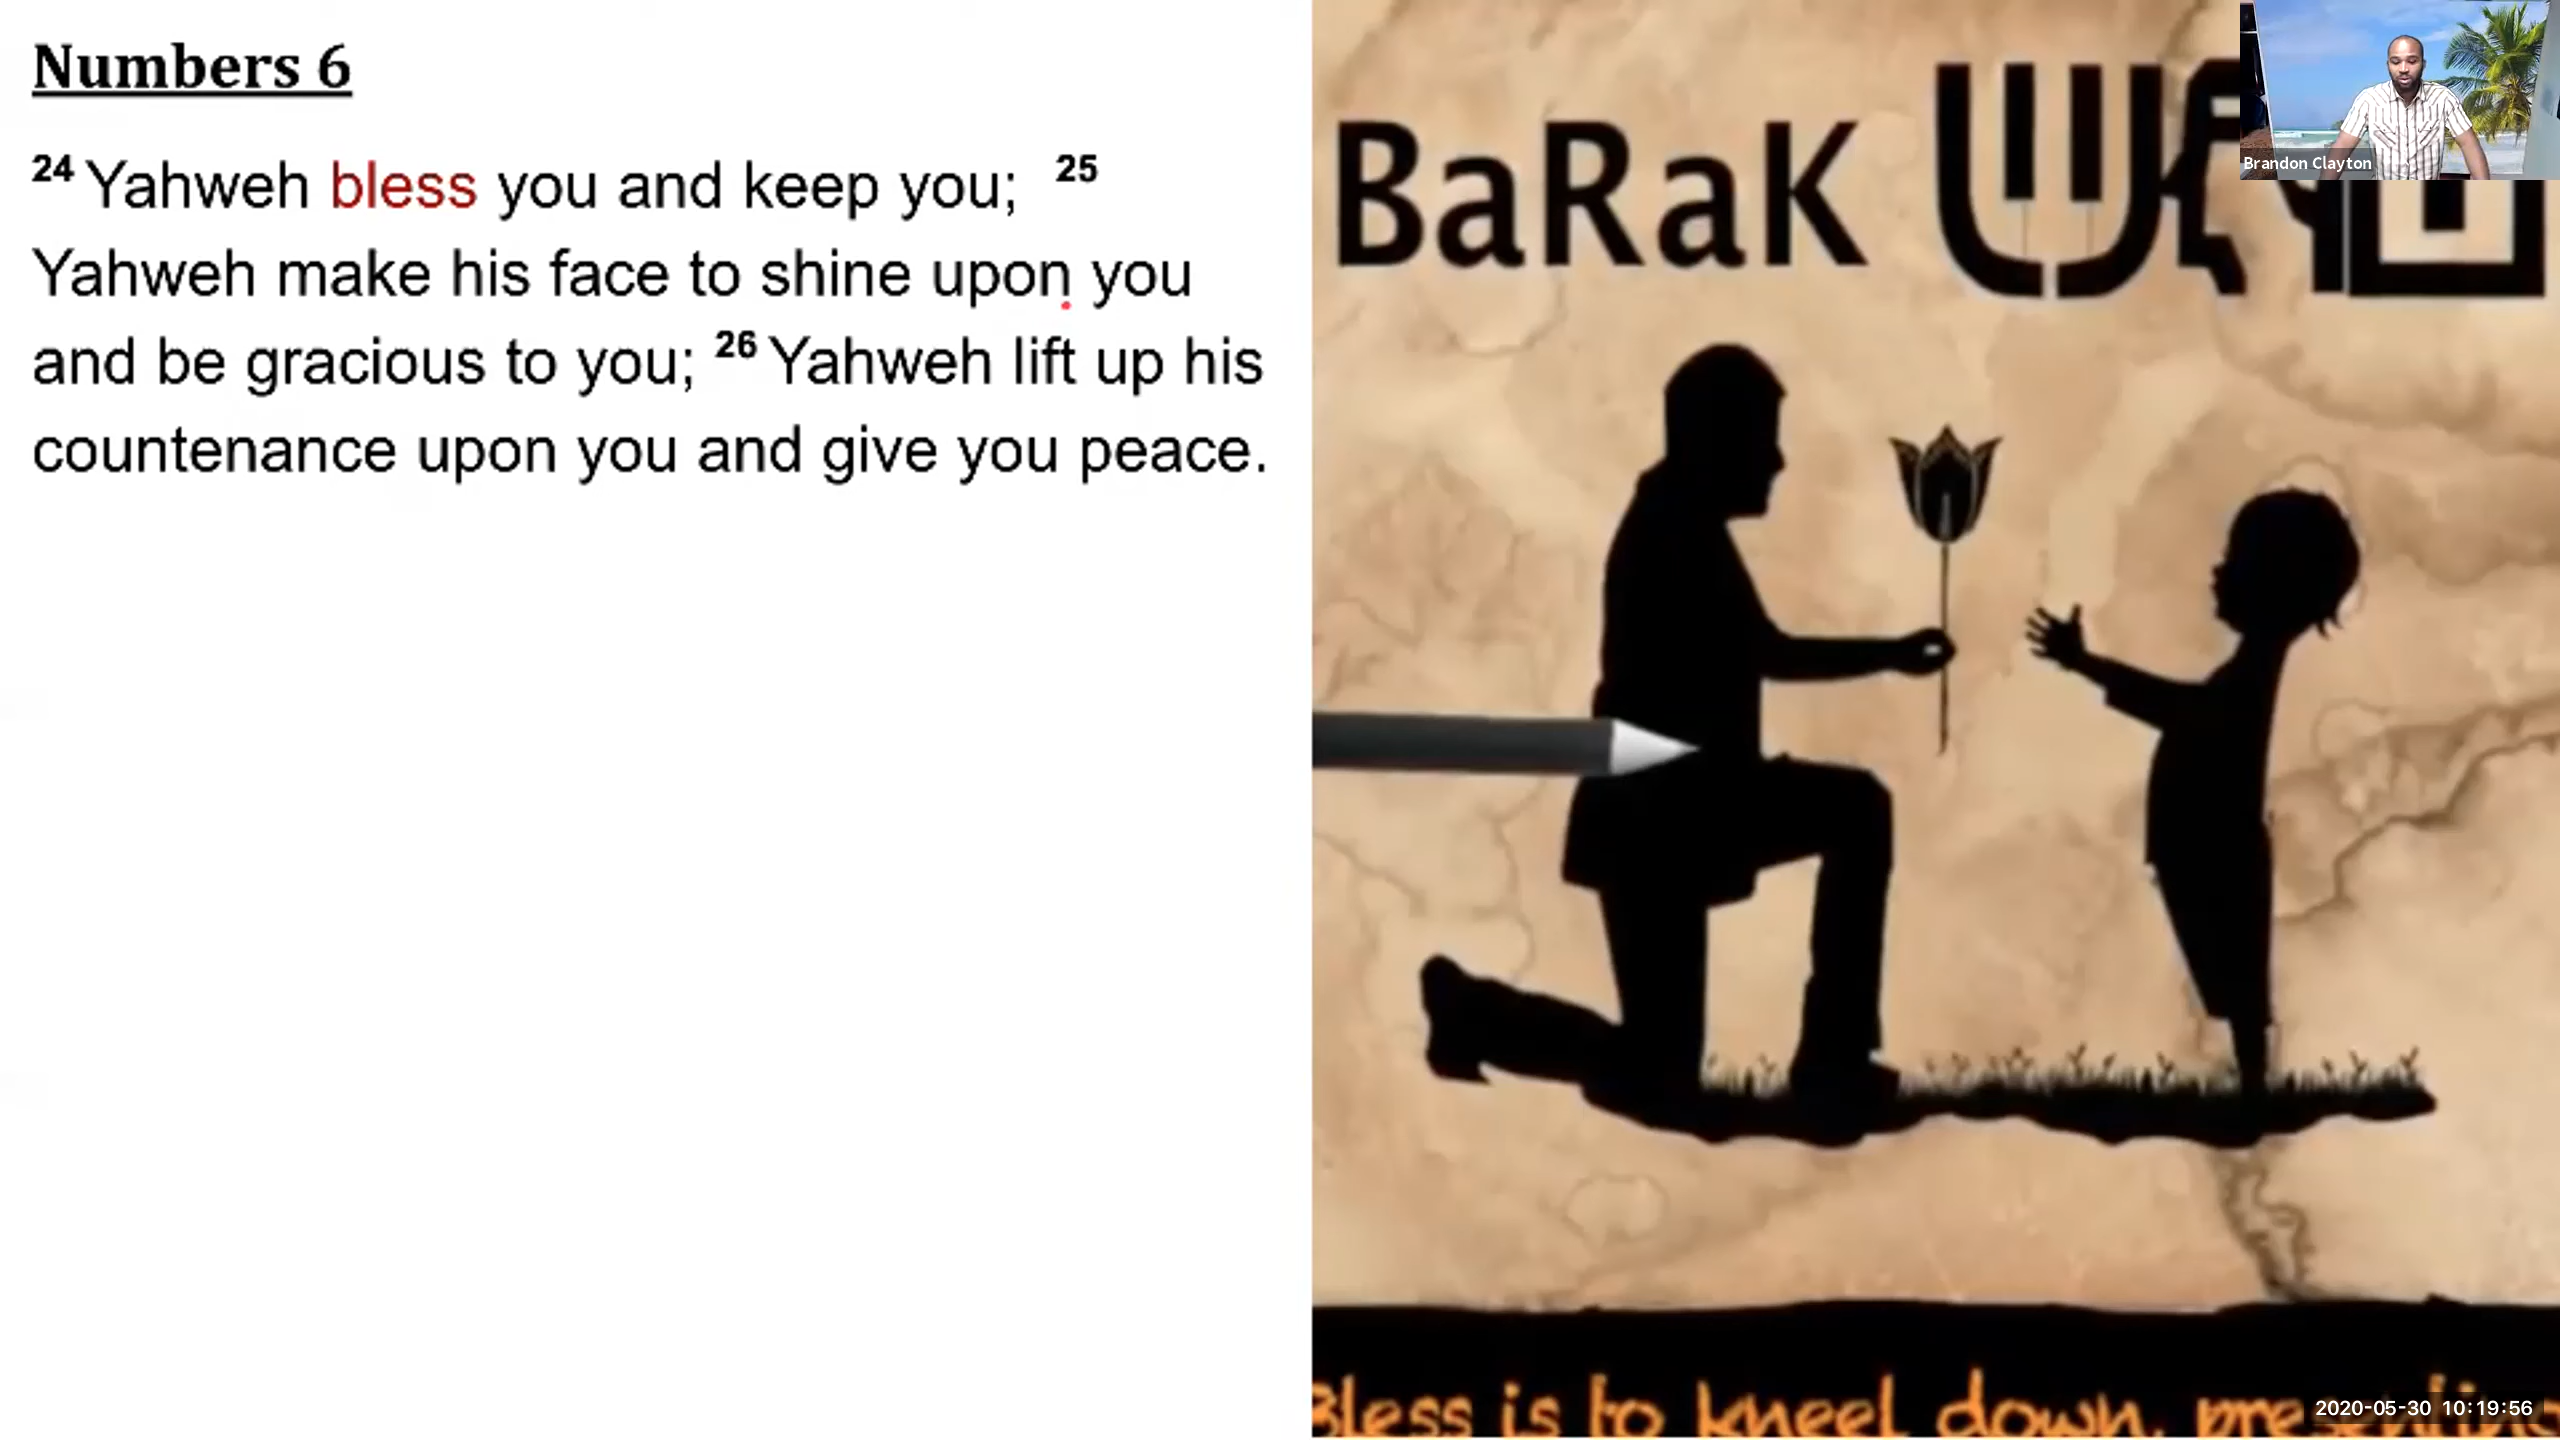 Numbers 6
24 Yahweh bless you and keep you; 25
Yahweh make his face to shine upon you
and be gracious to you; 26 Yahweh lift up his
countenance upon you and give you peace.
BaRaK
Brandon Clayton
Bless is to kneel down,
2020-05-30 10:19:56